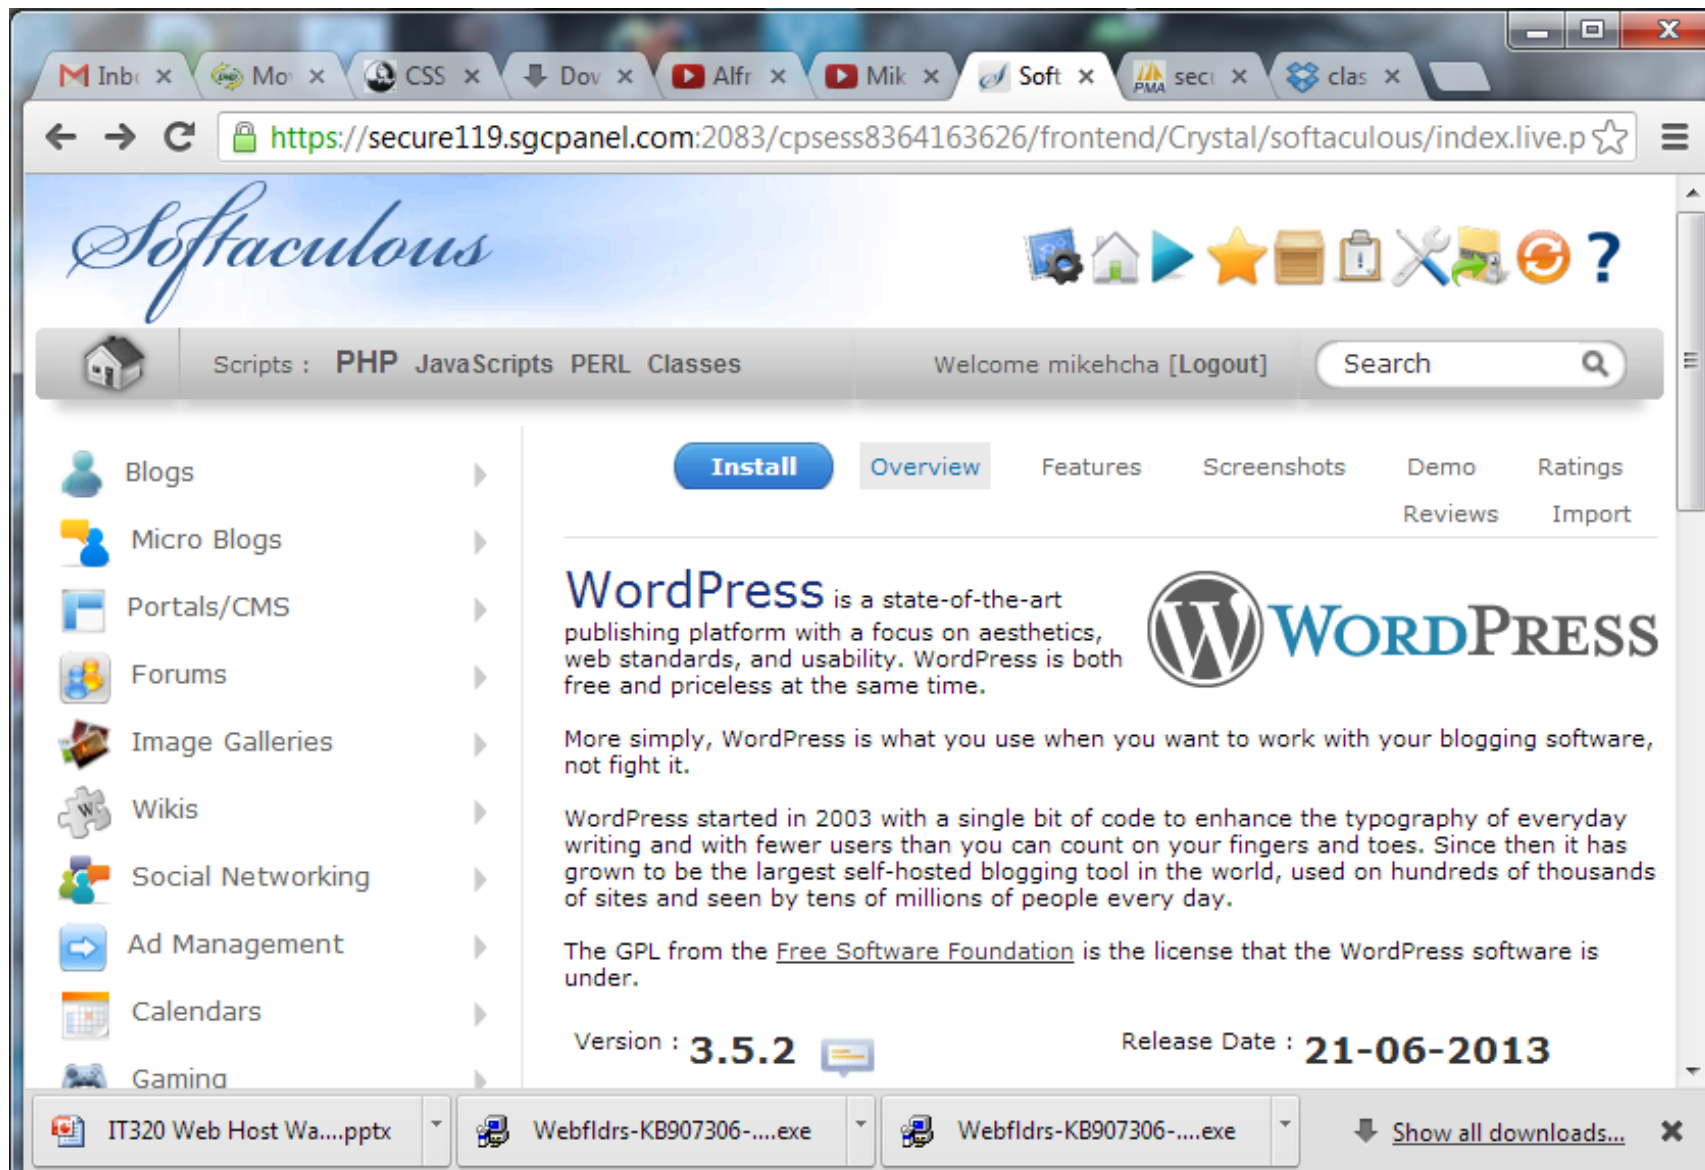 Inb
Mo
CSS
Dov
Alfr
Mik
Soft
PMA
sec
clas
https://secure119.sgcpanel.com:2083/cpsess8364163626/frontend/Crystal/softaculous/index.live.p
Softaculous
Scripts : PHP JavaScripts PERL Classes
Welcome mikehcha [Logout]
Search
Blogs
Micro Blogs
Portals/CMS
Forums
Image Galleries
Wikis
Social Networking
Ad Management
Calendars
Gaming
Install Overview Features Screenshots Demo Ratings
Reviews Import
WordPress is a state-of-the-art
publishing platform with a focus on aesthetics,
web standards, and usability. WordPress is both
free and priceless at the same time.
WORDPRESS
More simply, WordPress is what you use when you want to work with your blogging software,
not fight it.
WordPress started in 2003 with a single bit of code to enhance the typography of everyday
writing and with fewer users than you can count on your fingers and toes. Since then it has
grown to be the largest self-hosted blogging tool in the world, used on hundreds of thousands
of sites and seen by tens of millions of people every day.
The GPL from the Free Software Foundation is the license that the WordPress software is
under.
Version : 3.5.2
Release Date : 21-06-2013
IT320 Web Host Wa....pptx
Webfldrs-KB907306-....exe
Webfldrs-KB907306-....exe
Show all downloads...